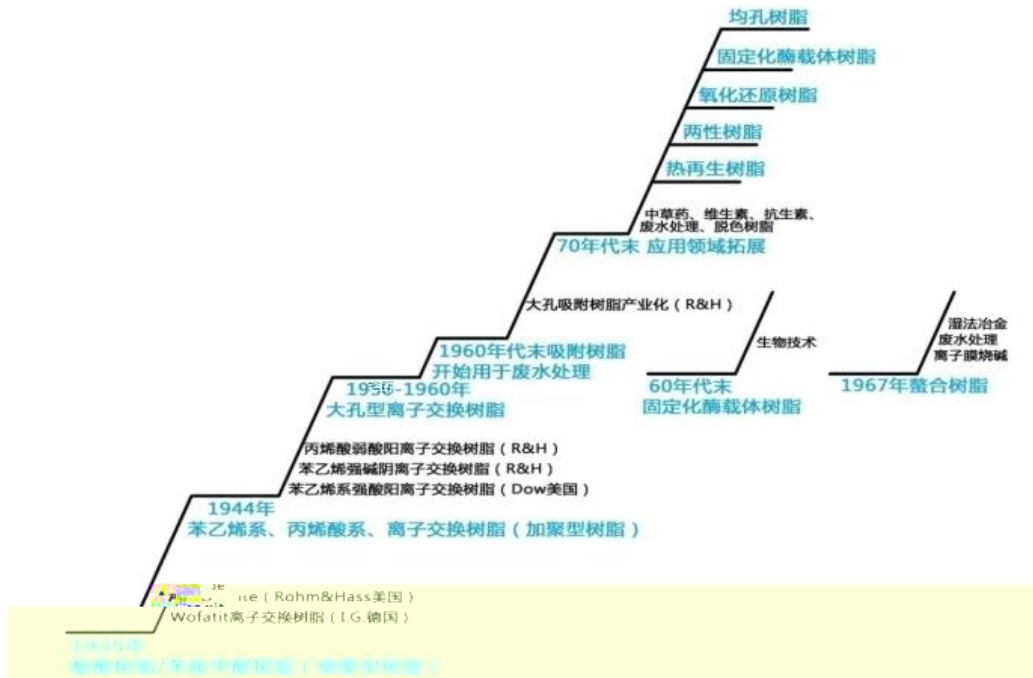 均孔树脂
固定化酶载体树脂
氧化还原树脂
两性树脂
热再生树脂
中草药、维生素、抗生素、
废水处理、脱色树脂
70年代末 应用领域拓展
大孔吸附树脂产业化（R&H）
1960年代末吸附树脂
开始用于废水处理
生物技术
60年代末
固定化酶载体树脂
湿法冶金
废水处理
离子膜烧碱
1967年螯合树脂
大孔型离子交换树脂
丙烯酸弱酸阳离子交换树脂（R&H）
苯乙烯强碱阴离子交换树脂（R&H）
苯乙烯系强酸阳离子交换树脂（Dow美国）
1944年
苯乙烯系、丙烯酸系、离子交换树脂（加聚型树脂）
（Rohm&Hass美国）
Wofatit离子交换树脂（I.G.德国）
1935年